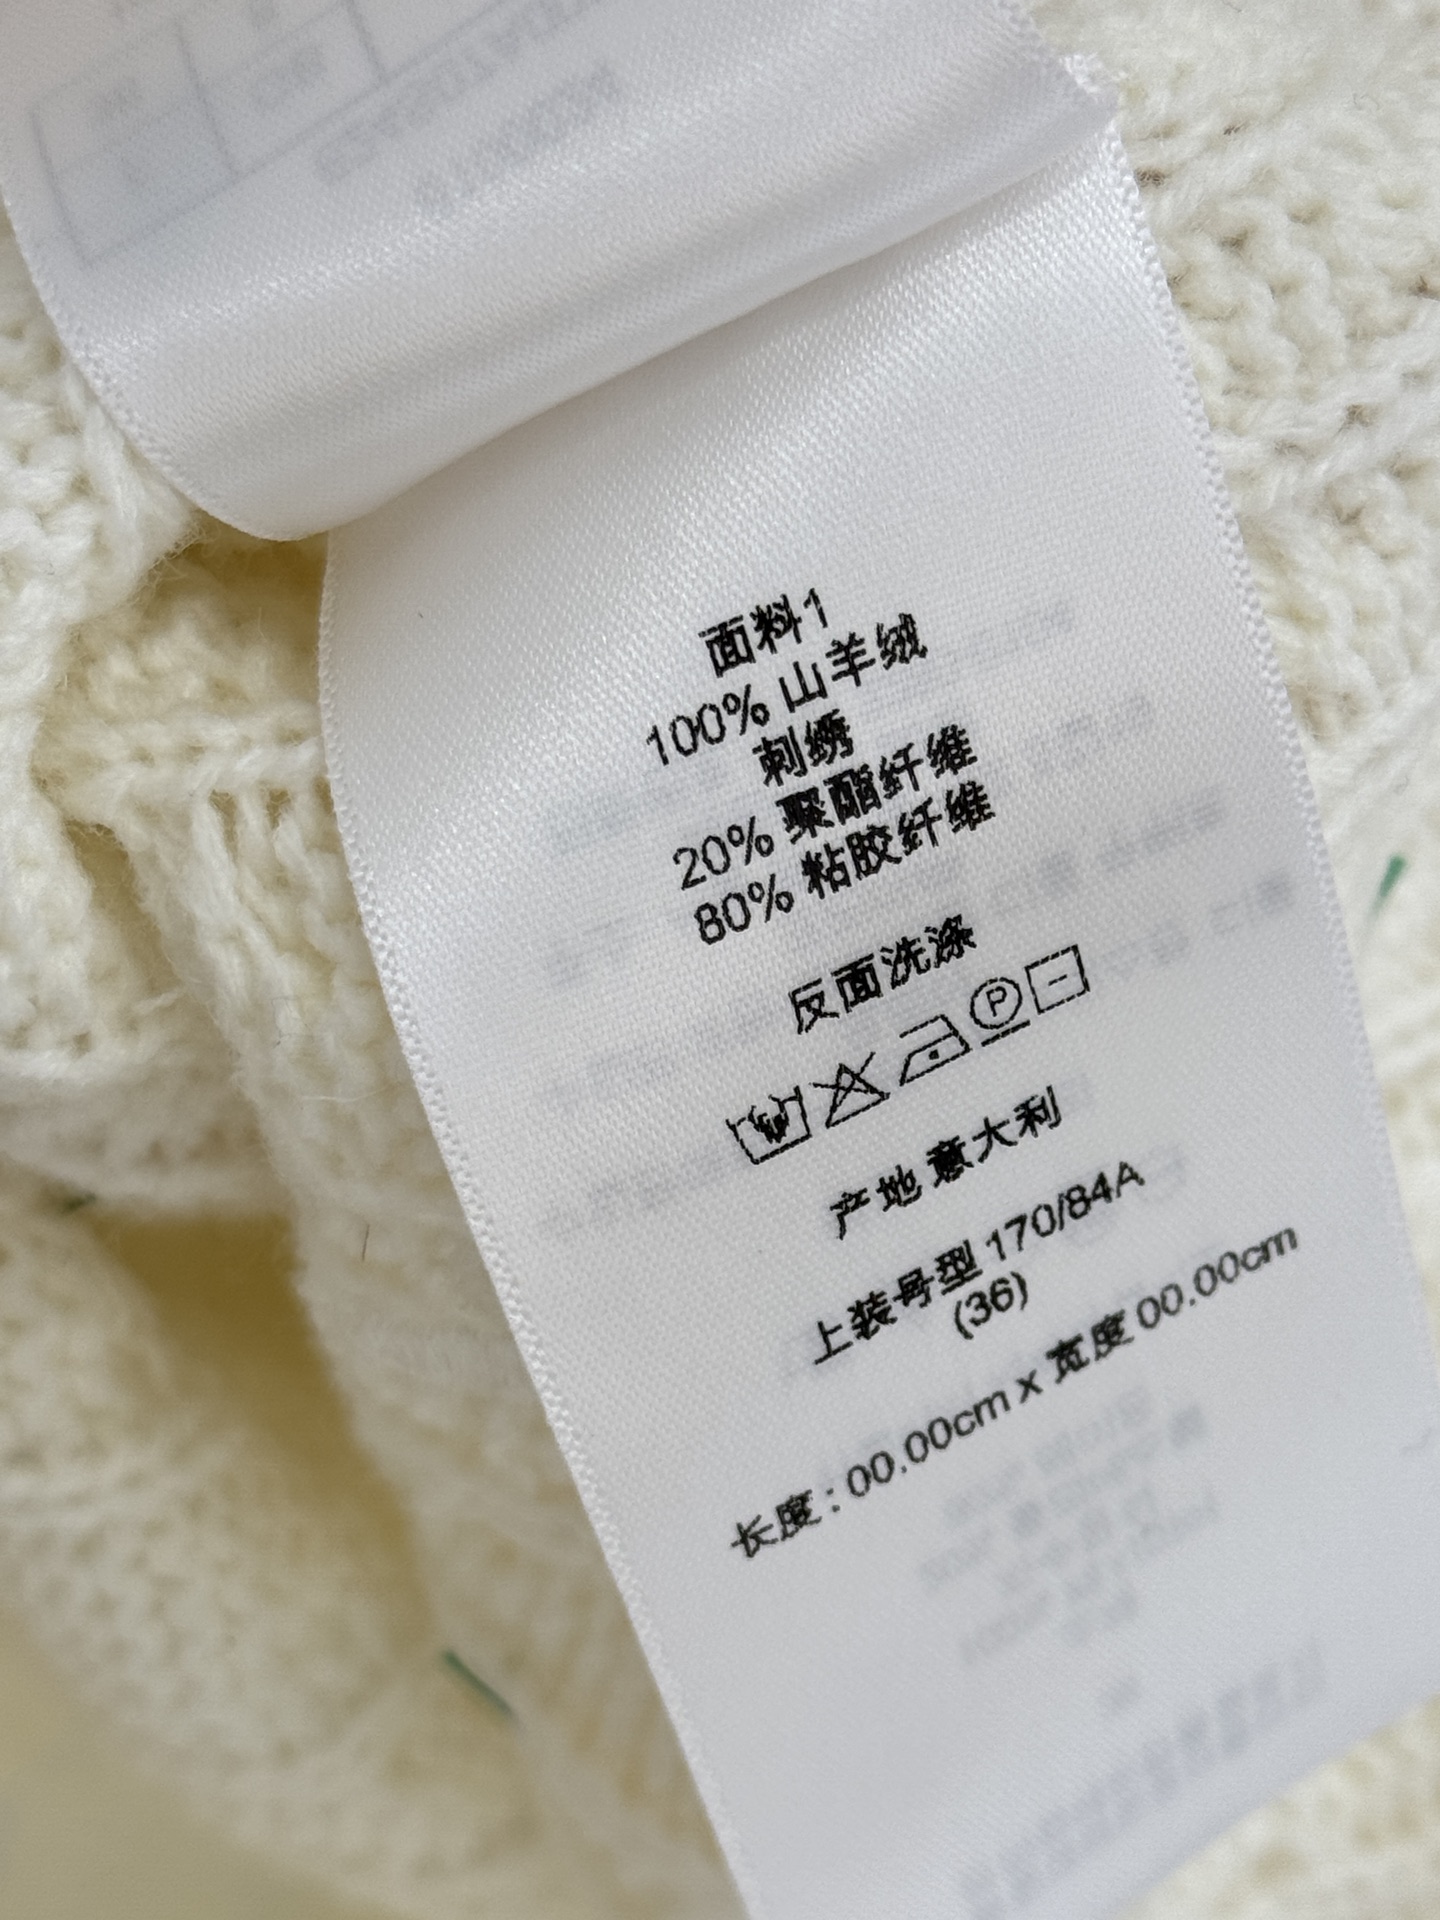 面料1
100% 山羊绒
刺绣
20% 聚酯纤维
80% 粘胶纤维
反面洗涤
P
产地 意大利
上装号型 170/84A
(36)
长度 : 00.00cm x 宽度 00.00cm